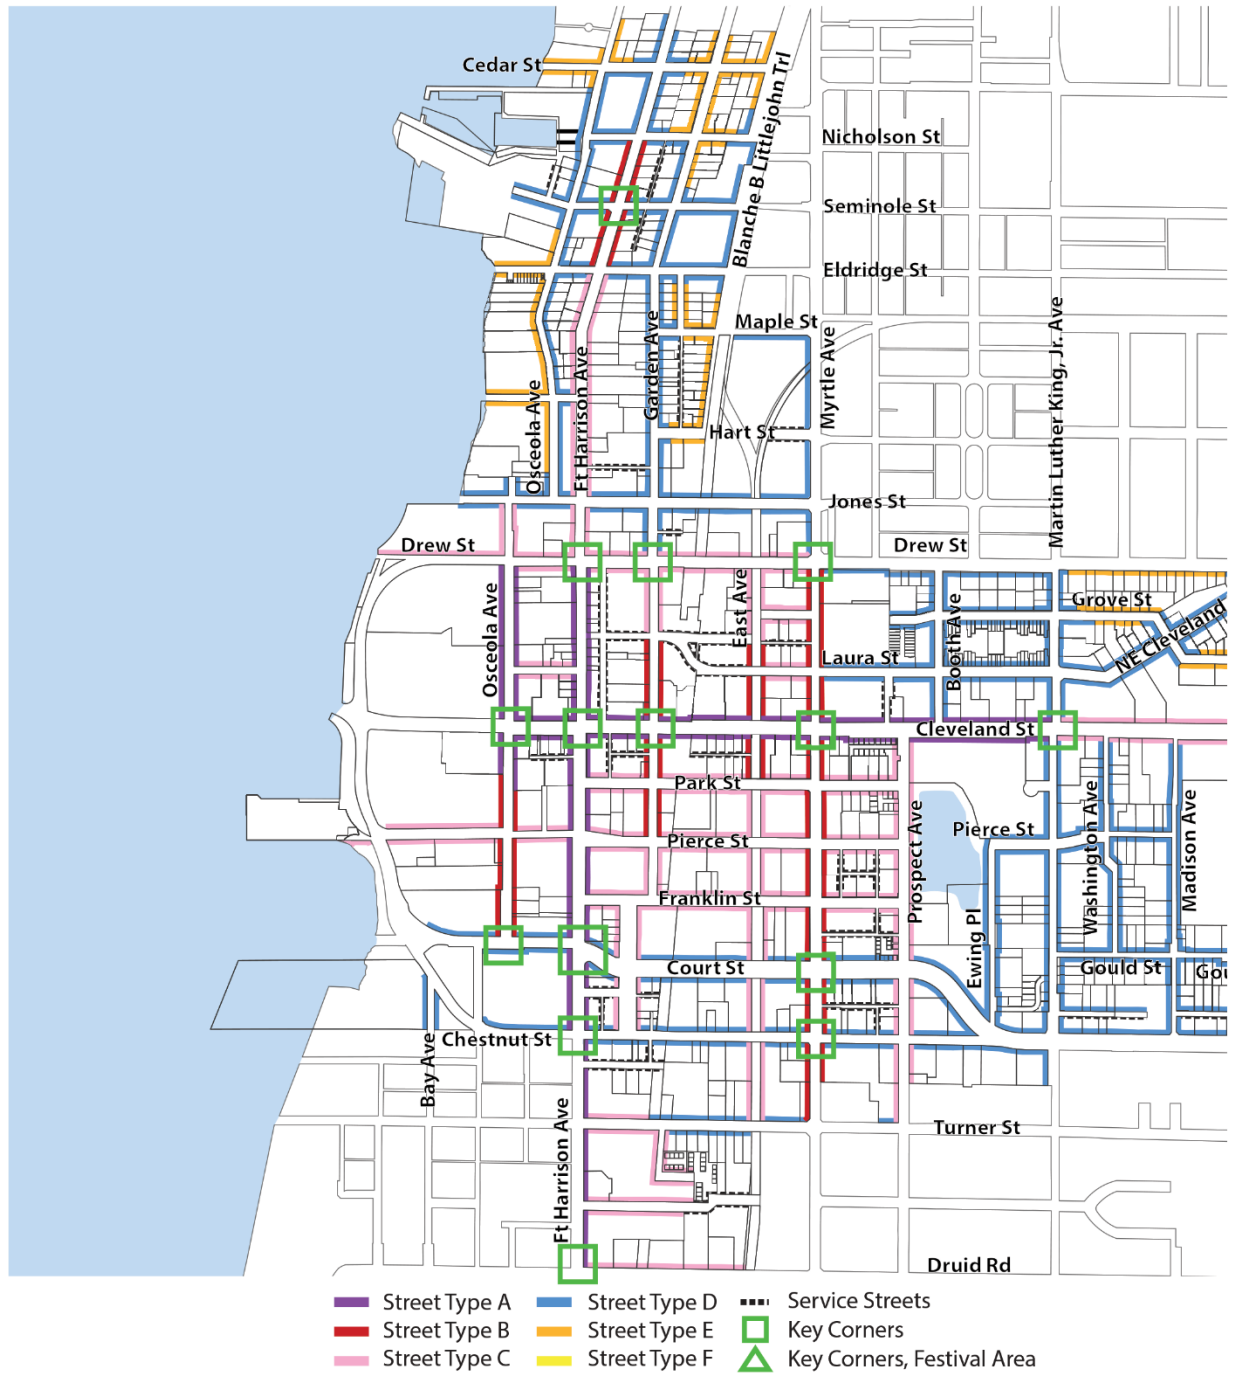 Cedar St
Blanche B Littlejohn Trl
Nicholson St
Seminole St
Eldridge St
Maple St
Myrtle Ave
Martin Luther King, Jr. Ave
Garden Ave
Ft Harrison Ave
Osceola Ave
Hart St
Jones St
Drew St
Drew St
Grove St
East Ave
Osceola Ave
Booth Ave
NE Cleveland
Laura St
Cleveland St
Park St
Pierce St
Pierce St
Prospect Ave
Washington Ave
Madison Ave
Franklin St
Ewing Pl
Court St
Gould St
Gou
Chestnut St
Bay Ave
Ft Harrison Ave
Turner St
Druid Rd
Street Type A
Street Type D
Service Streets
Street Type B
Street Type E
Key Corners
Street Type C
Street Type F
Key Corners, Festival Area